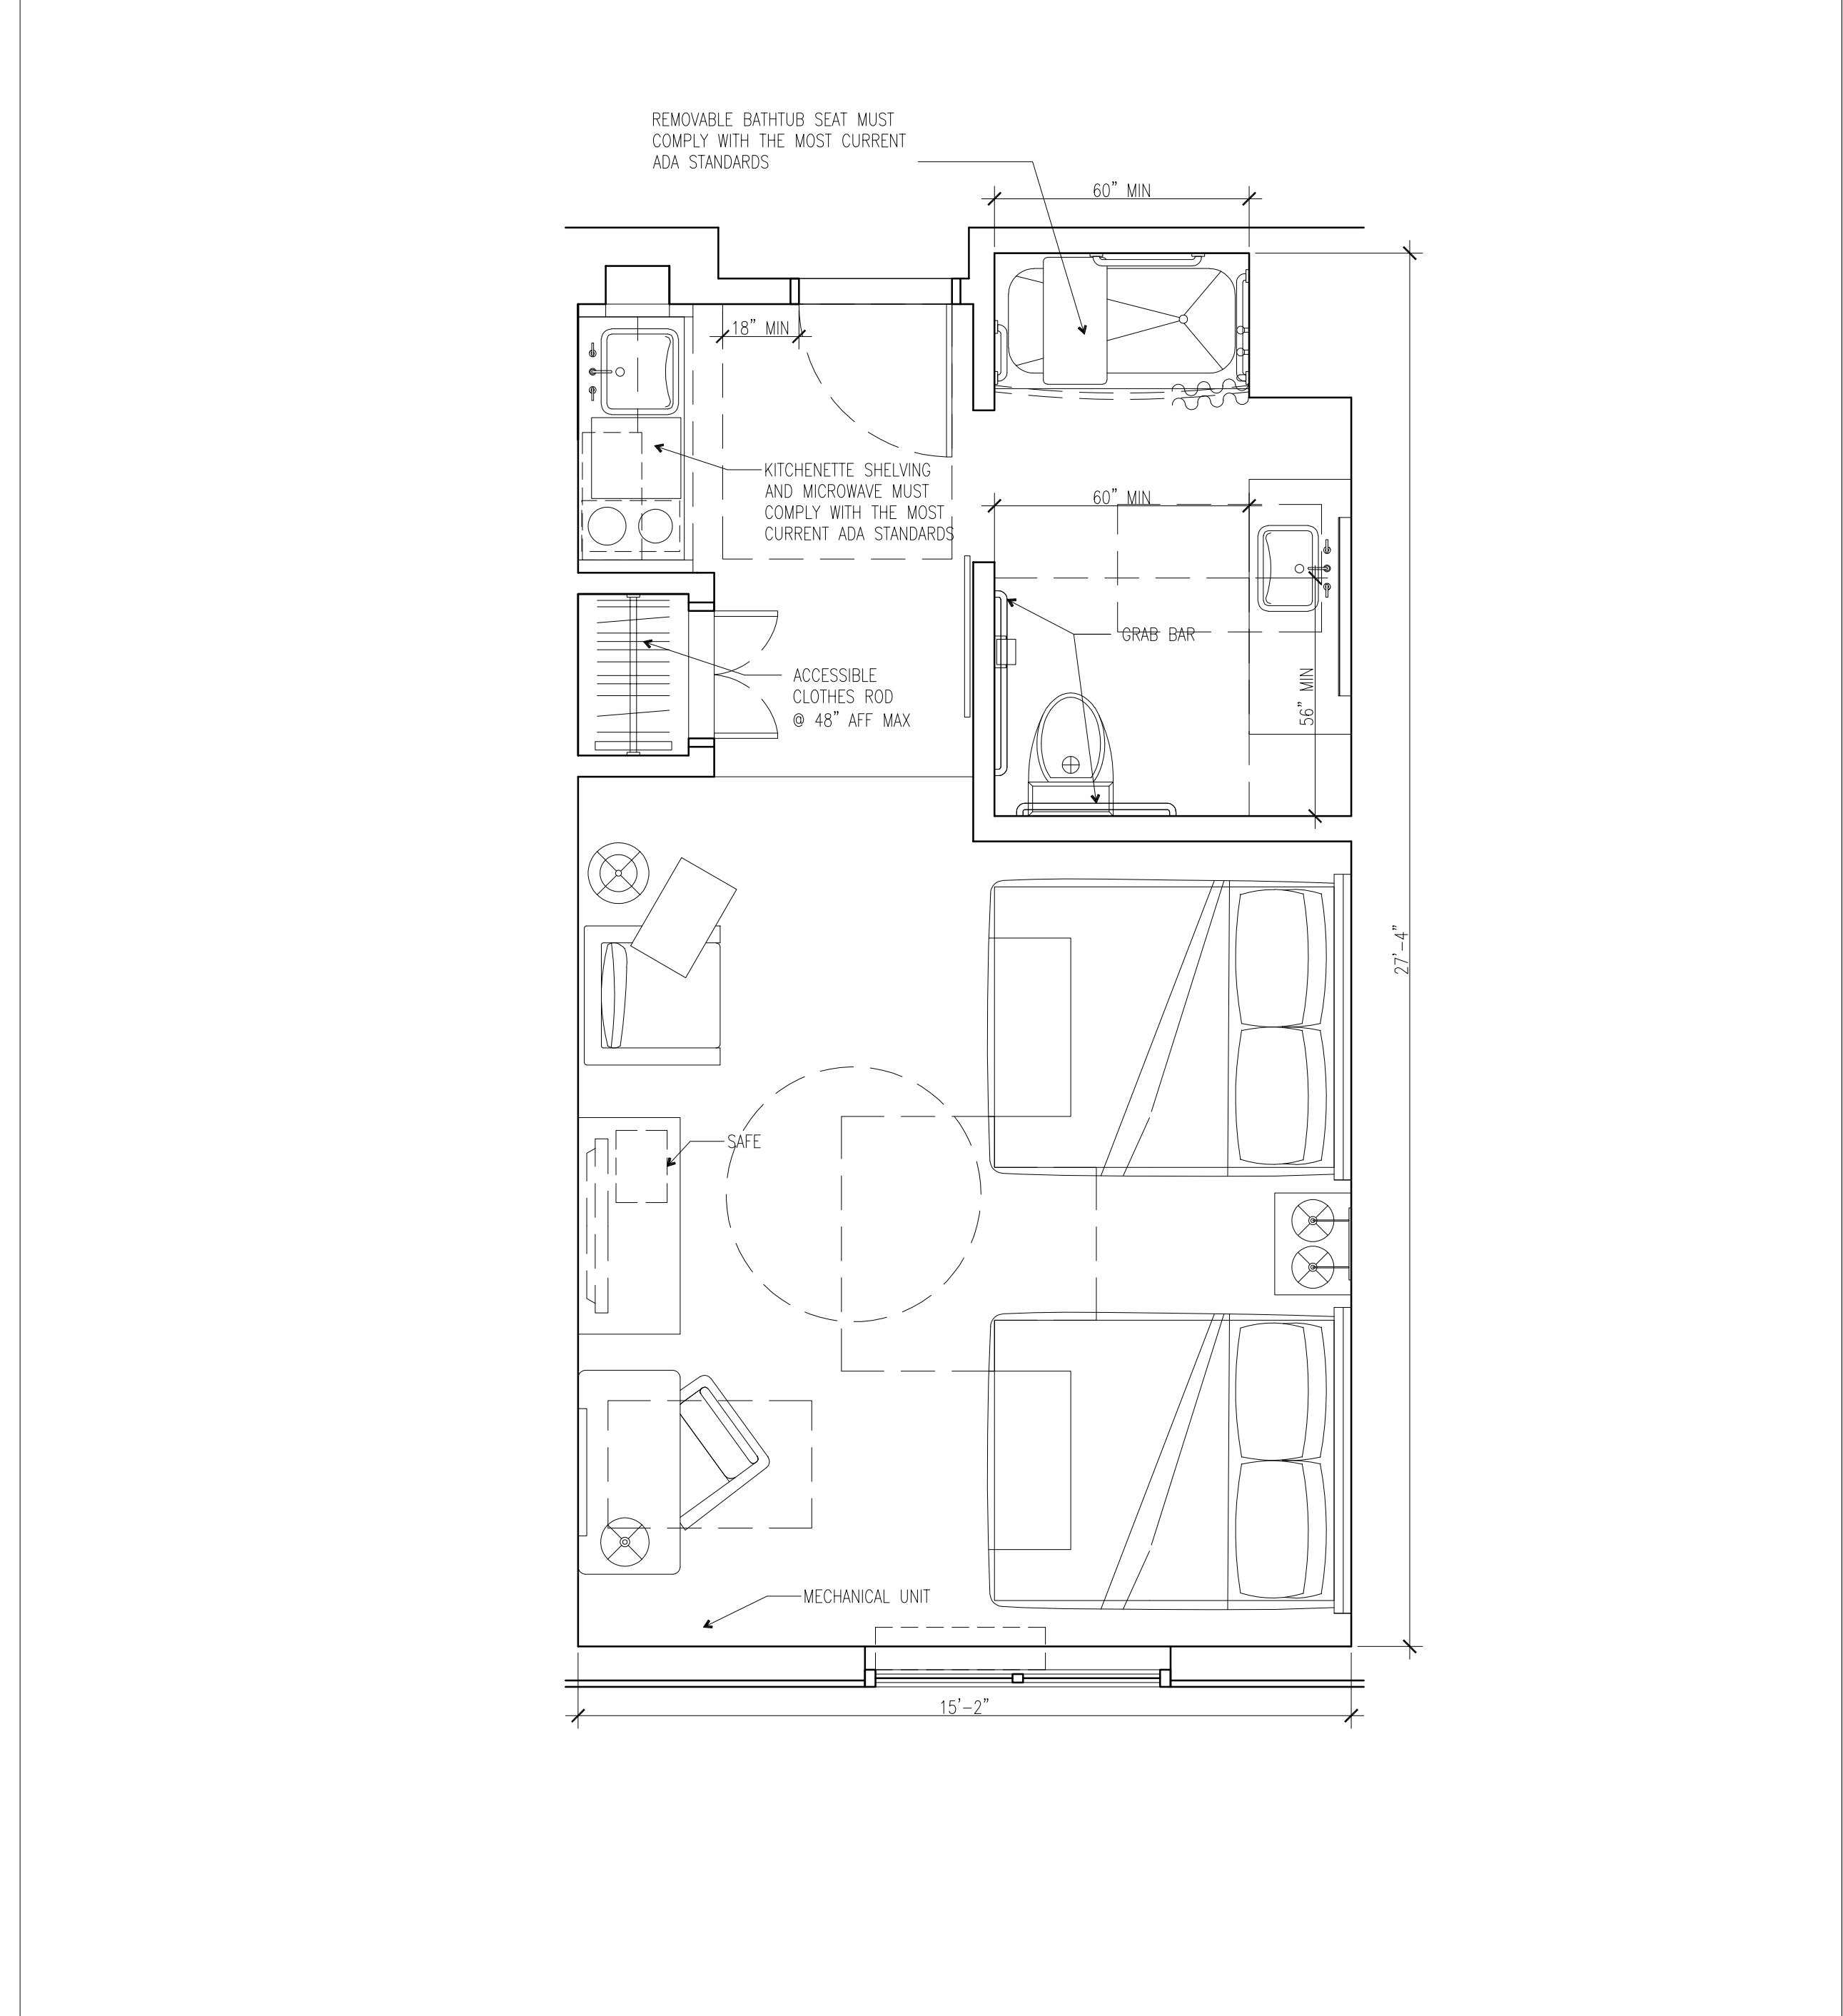 REMOVABLE BATHTUB SEAT MUST
COMPLY WITH THE MOST CURRENT
ADA STANDARDS
60" MIN
18" MIN
KITCHENETTE SHELVING
AND MICROWAVE MUST
COMPLY WITH THE MOST
CURRENT ADA STANDARDS
60" MIN
GRAB BAR
56" MIN
ACCESSIBLE
CLOTHES ROD
@ 48" AFF MAX
27'-4"
SAFE
MECHANICAL UNIT
15'-2"